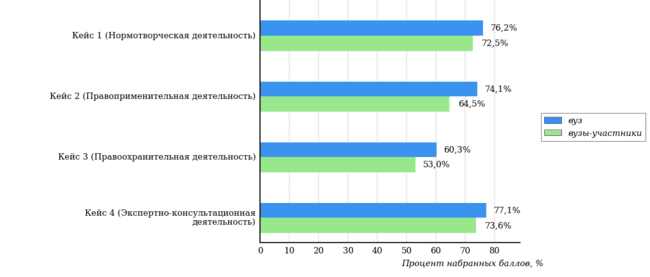 Кейс 1 (Нормотворческая деятельность)
76,2%
72,5%
Кейс 2 (Правоприменительная деятельность)
74,1%
64,5%
вуз
вузы-участники
Кейс 3 (Правоохранительная деятельность)
60,3%
53,0%
Кейс 4 (Экспертно-консультационная
деятельность)
77,1%
73,6%
0 10 20 30 40 50 60 70 80
Процент набранных баллов, %